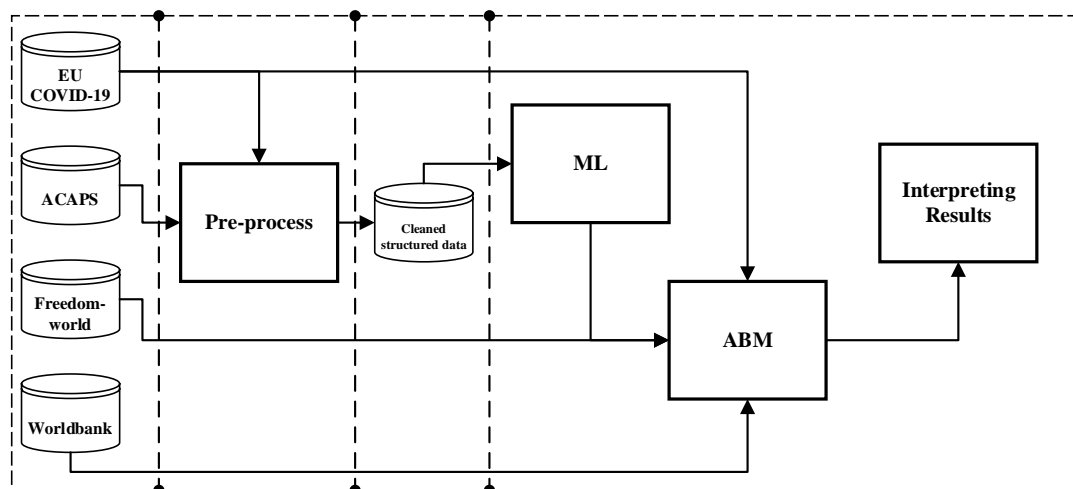 EU
COVID-19
ACAPS
Freedom-
world
Worldbank
Pre-process
Cleaned
structured data
ML
ABM
Interpreting
Results